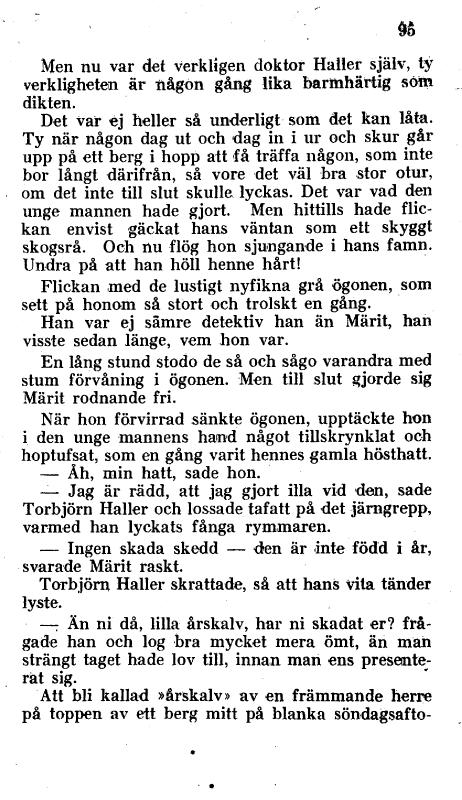 95
Men nu var det verkligen doktor Haller själv, ty
verkligheten är någon gång lika barmhärtig som
dikten.
Det var ej heller så underligt som det kan låta.
Ty när någon dag ut och dag in i ur och skur går
upp på ett berg i hopp att få träffa någon, som inte
bor långt därifrån, så vore det väl bra stor otur,
om det inte till slut skulle lyckas. Det var vad den
unge mannen hade gjort. Men hittills hade flic-
kan envist gäckat hans väntan som ett skyggt
skogsrå. Och nu flög hon sjungande i hans famn.
Undra på att han höll henne hårt!
Flickan med de lustigt nyfikna grå ögonen, som
sett på honom så stort och trolskt en gång.
Han var ej sämre detektiv han än Märit, han
visste sedan länge, vem hon var.
En lång stund stodo de så och sågo varandra med
stum förvåning i ögonen. Men till slut gjorde sig
Märit rodnande fri.
När hon förvirrad sänkte ögonen, upptäckte hon
i den unge mannens hand något tillskrynklat och
hoptufsat, som en gång varit hennes gamla hösthatt.
— Åh, min hatt, sade hon.
— Jag är rädd, att jag gjort illa vid den, sade
Torbjörn Haller och lossade tafatt på det järngrepp,
varmed han lyckats fånga rymmaren.
— Ingen skada skedd — den är inte född i år,
svarade Märit raskt.
Torbjörn Haller skrattade, så att hans vita tänder
lyste.
— Än ni då, lilla årskalv, har ni skadat er? frå-
gade han och log bra mycket mera ömt, än man
strängt taget hade lov till, innan man ens presente-
rat sig.
Att bli kallad »årskalv» av en främmande herre
på toppen av ett berg mitt på blanka söndagsafto-